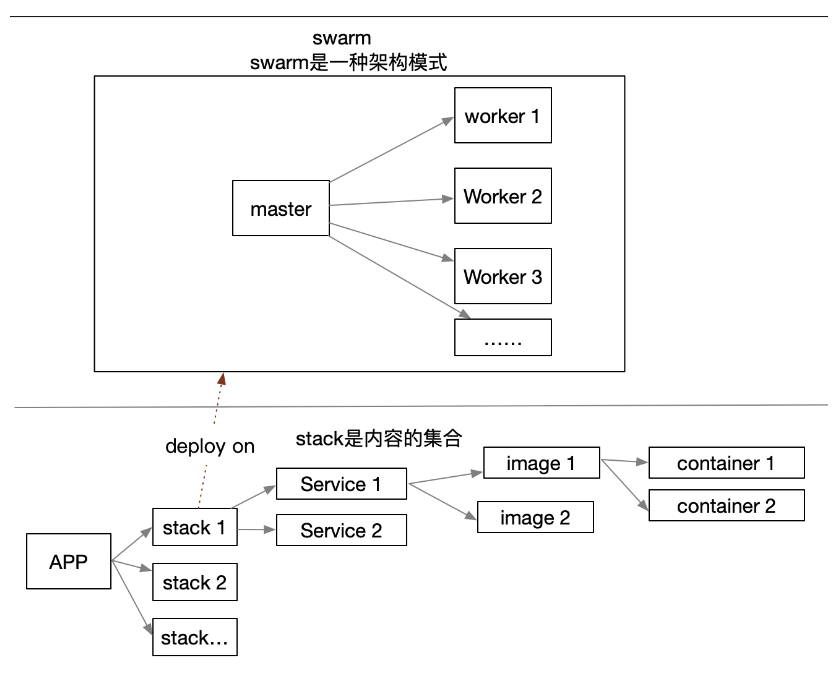 swarm
swarm是一种架构模式
worker 1
Worker 2
master
Worker 3
……
deploy on
stack是内容的集合
image 1
container 1
Service 1
container 2
stack 1
Service 2
image 2
APP
stack 2
stack…